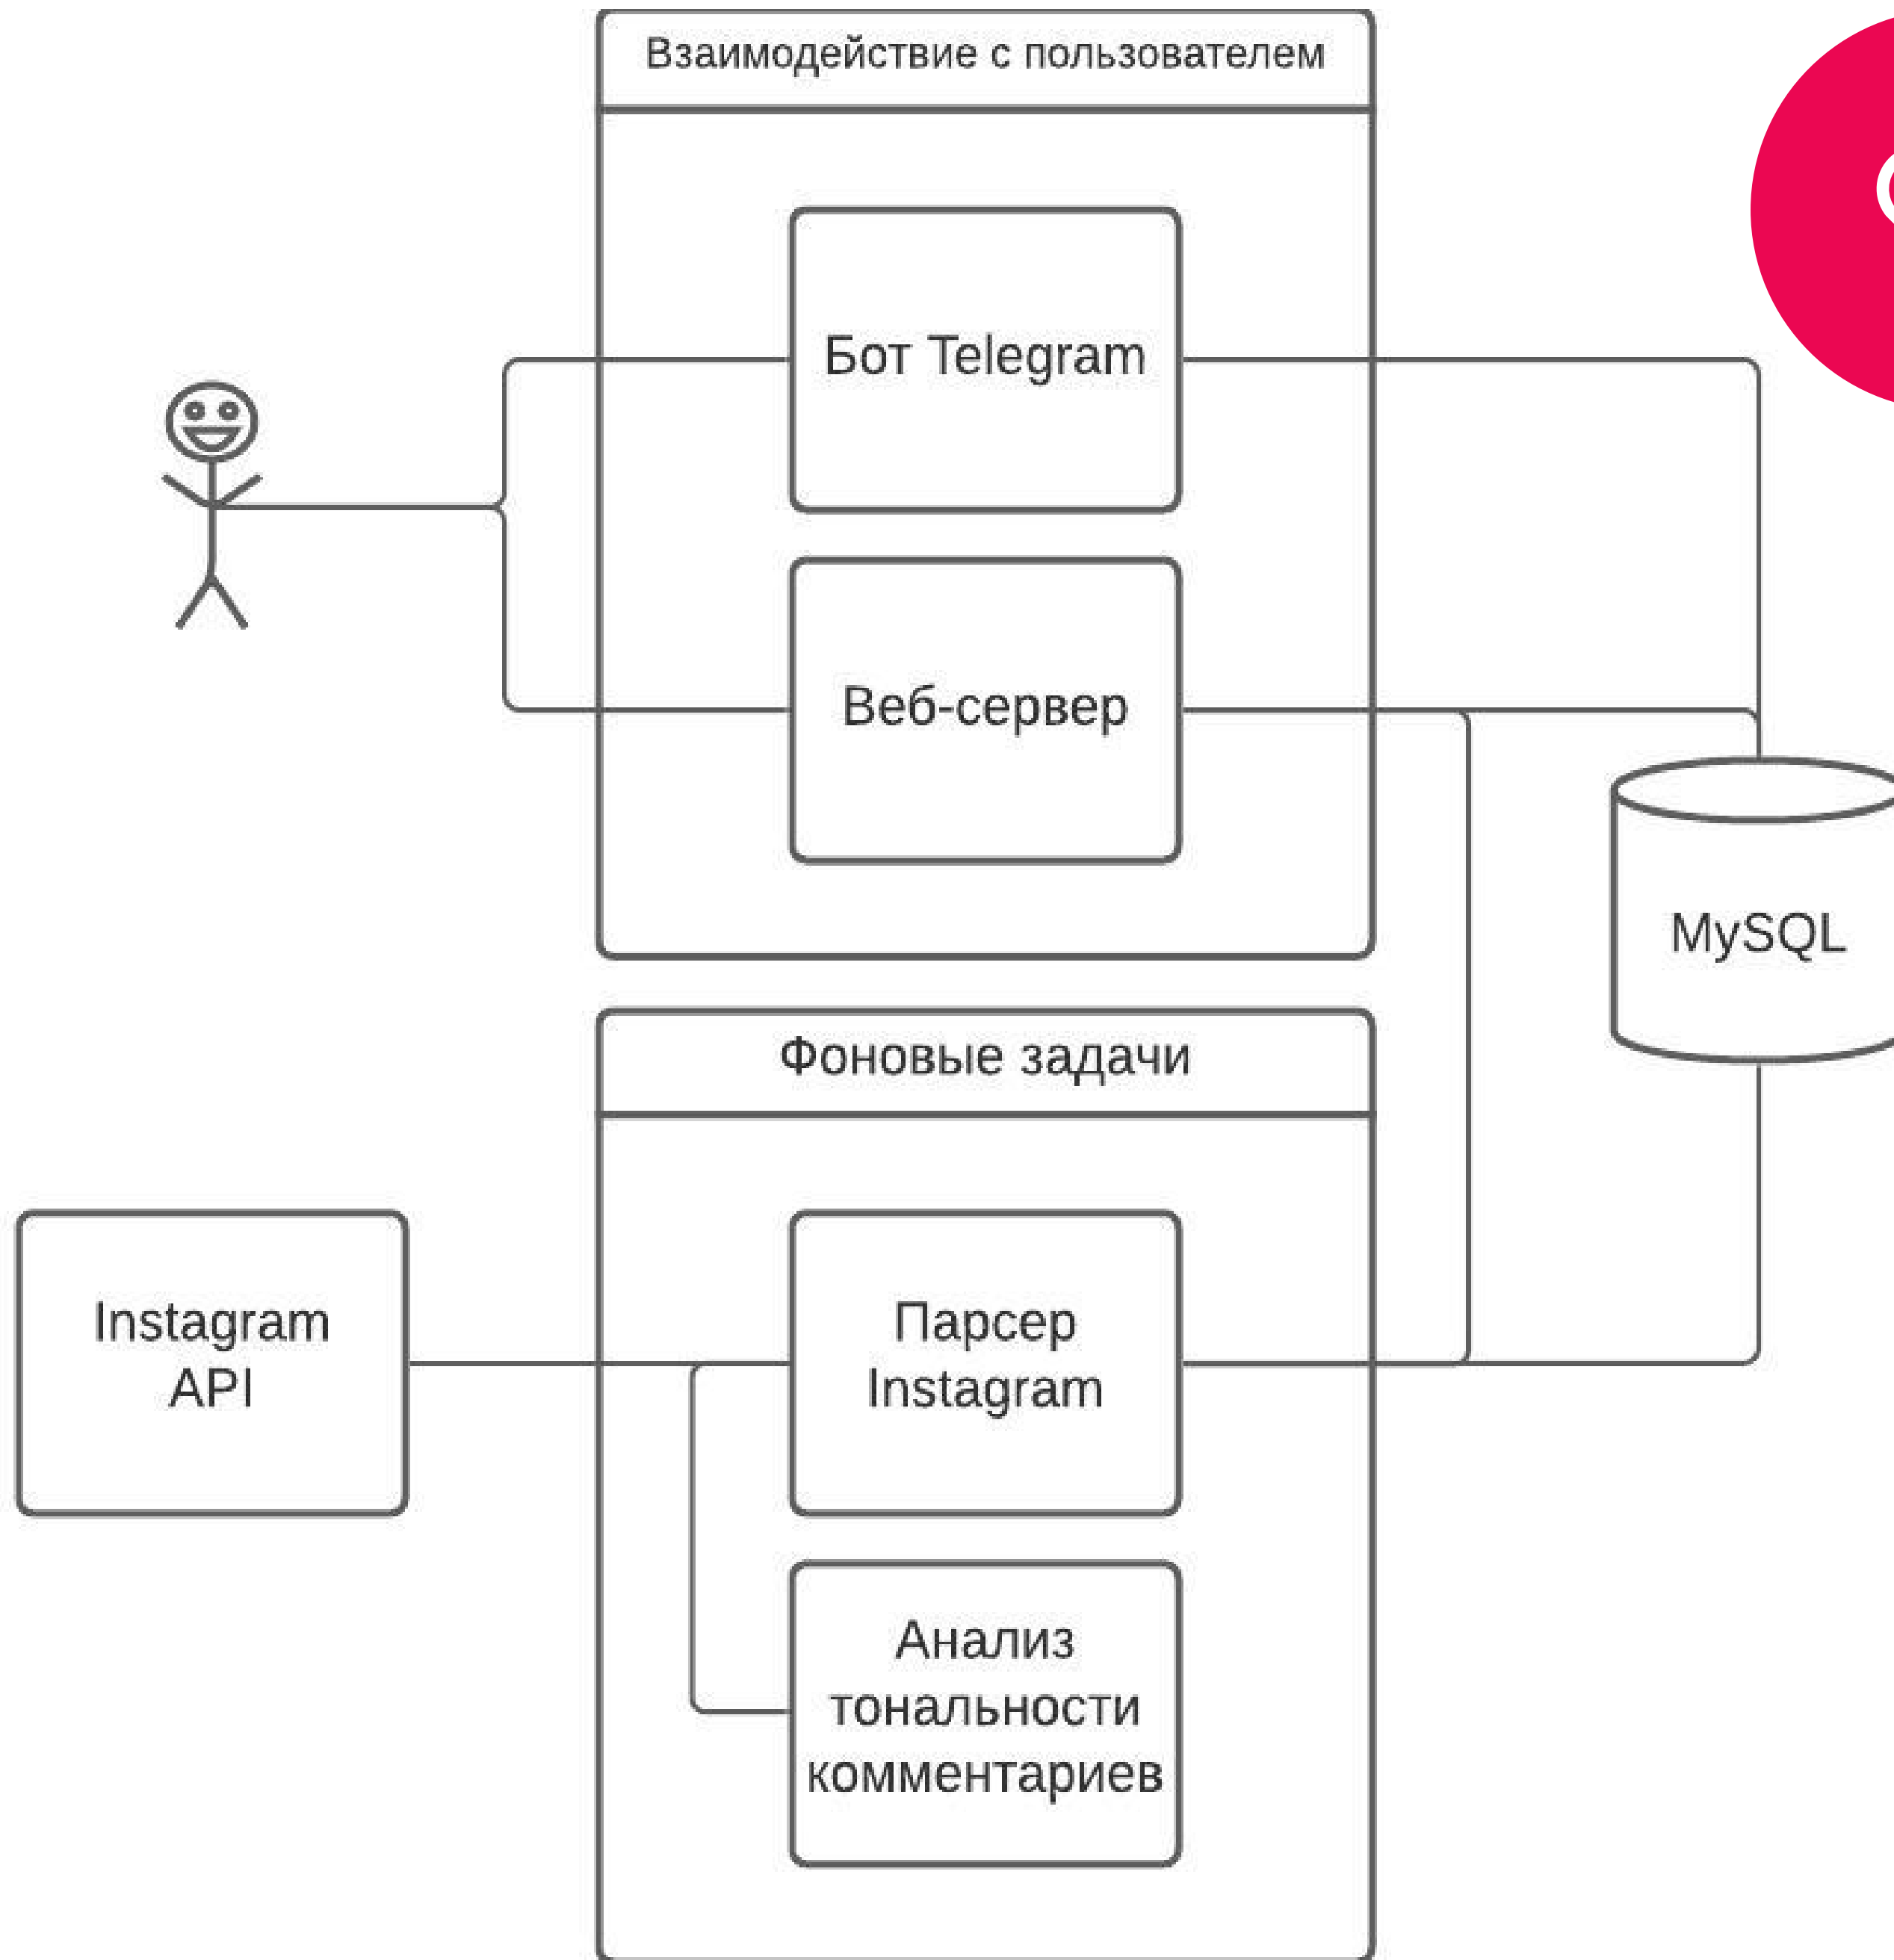 Взаимодействие с пользователем
Бот Telegram
Веб-сервер
MySQL
Фоновые задачи
Instagram
API
Парсер
Instagram
Анализ
тональности
комментариев